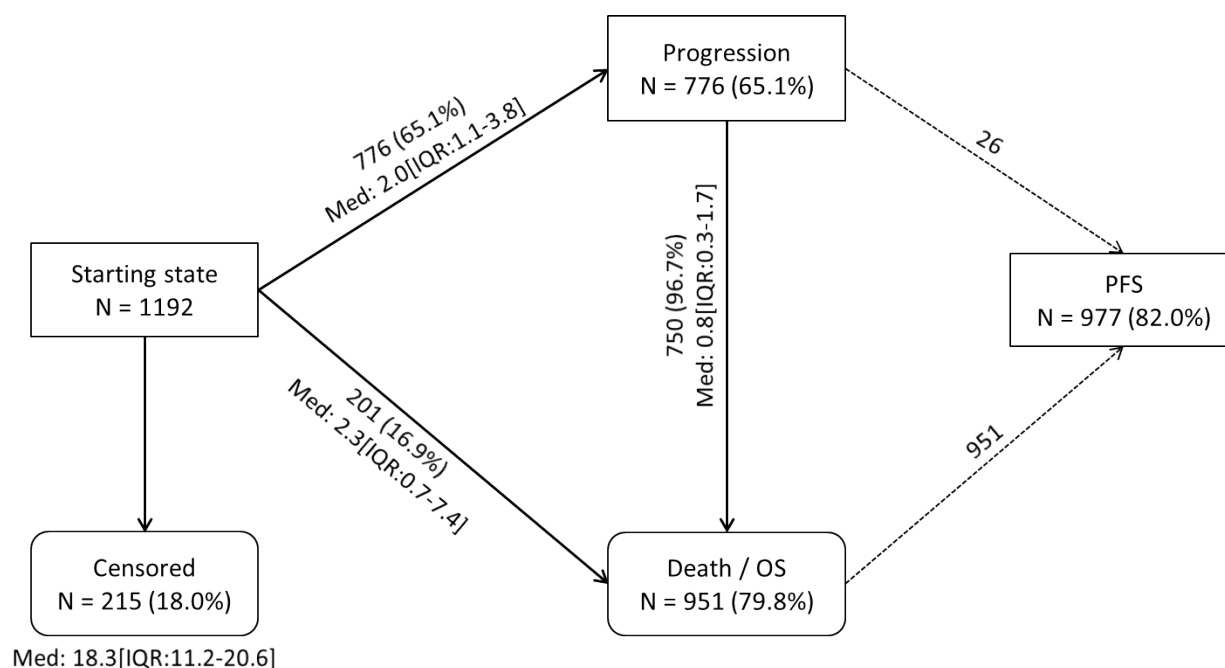 Progression
N = 776 (65.1%)
776 (65.1%)
Med: 2.0[IQR:1.1-3.8]
26
Starting state
N = 1192
750 (96.7%)
Med: 0.8[IQR:0.3-1.7]
PFS
N = 977 (82.0%)
201 (16.9%)
Med: 2.3[IQR:0.7-7.4]
951
Censored
N = 215 (18.0%)
Death / OS
N = 951 (79.8%)
Med: 18.3[IQR:11.2-20.6]